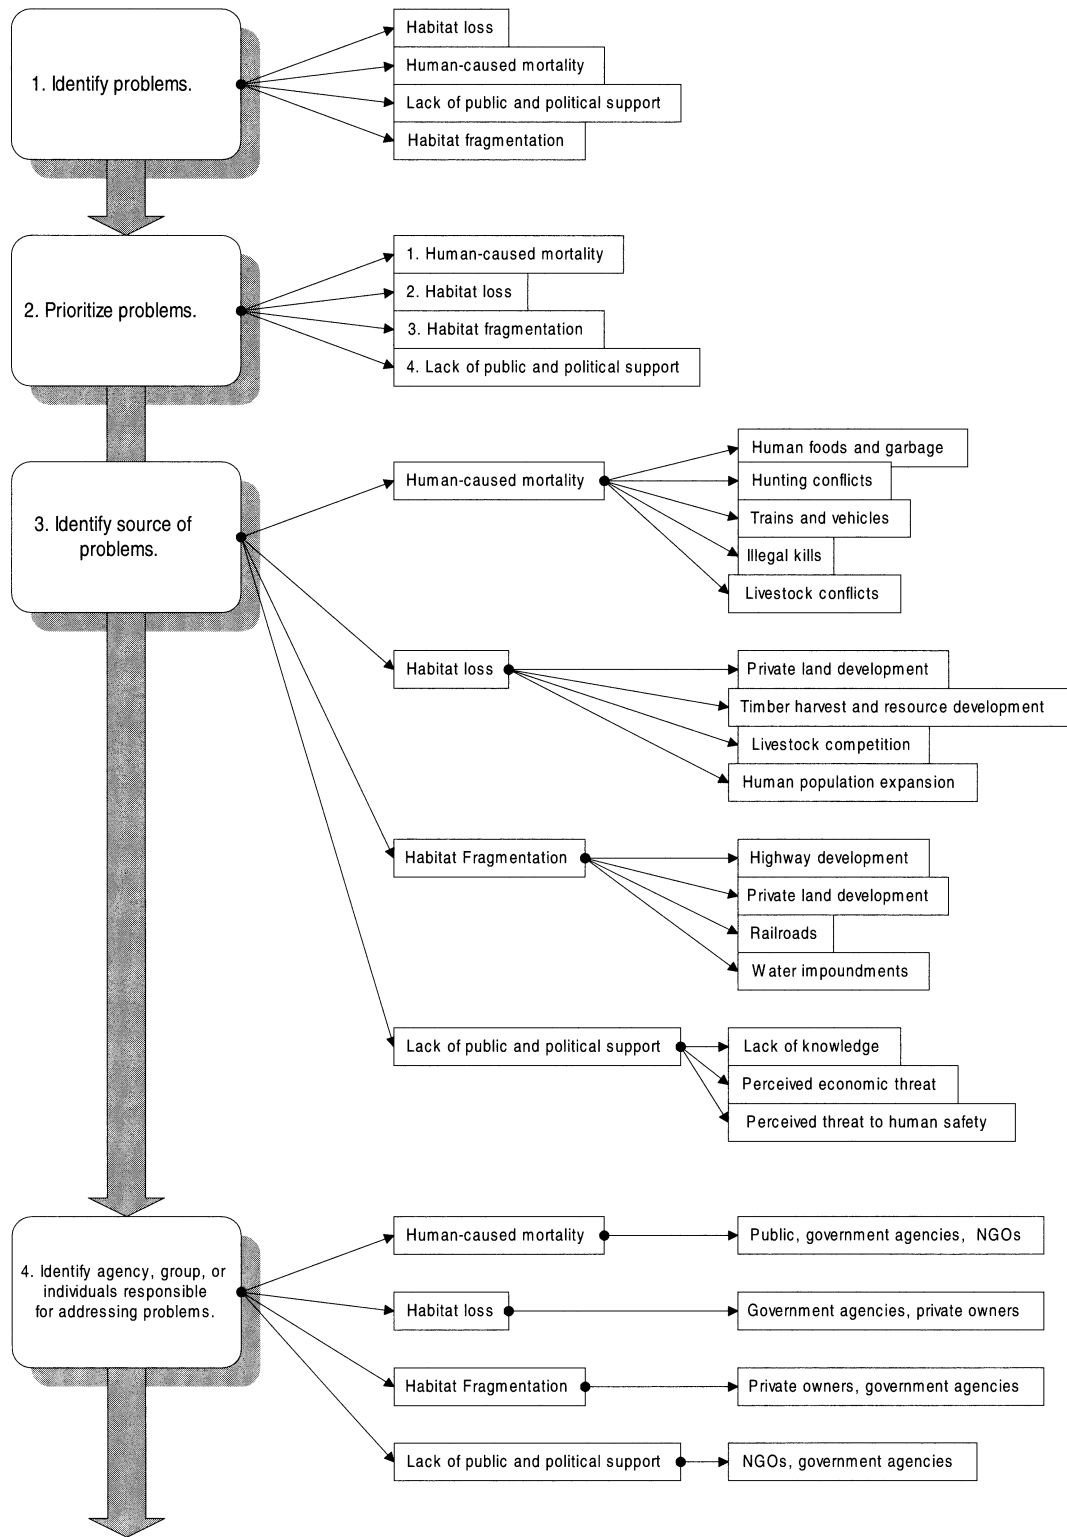 1. Identify problems.
Habitat loss
Human-caused mortality
Lack of public and political support
Habitat fragmentation
2. Prioritize problems.
1. Human-caused mortality
2. Habitat loss
3. Habitat fragmentation
4. Lack of public and political support
3. Identify source of
problems.
Human-caused mortality
Human foods and garbage
Hunting conflicts
Trains and vehicles
Illegal kills
Livestock conflicts
Habitat loss
Private land development
Timber harvest and resource development
Livestock competition
Human population expansion
Habitat Fragmentation
Highway development
Private land development
Railroads
Water impoundments
Lack of public and political support
Lack of knowledge
Perceived economic threat
Perceived threat to human safety
4. Identify agency, group, or
individuals responsible
for addressing problems.
Human-caused mortality
Public, government agencies, NGOs
Habitat loss
Government agencies, private owners
Habitat Fragmentation
Private owners, government agencies
Lack of public and political support
NGOs, government agencies